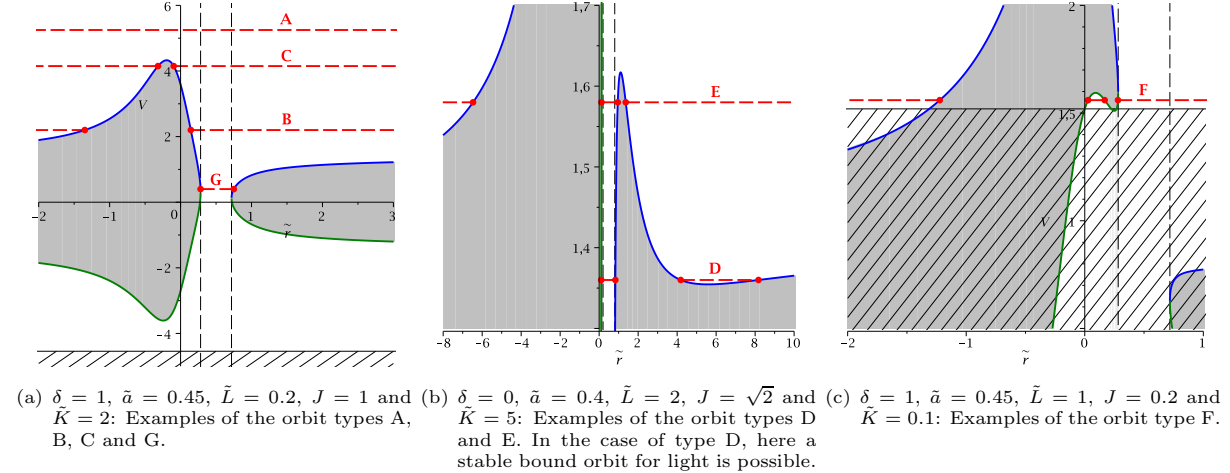 6
A
C
4
V
B
2
G
-2
-1
0
1
2
3
r̃
-2
-4
1,7
1,6
E
1,5
1,4
D
-8
-6
-4
-2
0
2
4
6
8
10
r̃
2
F
1,5
V
1
-2
-1
0
1
r̃
(a) δ = 1, ã = 0.45, L̃ = 0.2, J = 1 and
K̃ = 2: Examples of the orbit types A,
B, C and G.
(b) δ = 0, ã = 0.4, L̃ = 2, J = √2 and
K̃ = 5: Examples of the orbit types D
and E. In the case of type D, here a
stable bound orbit for light is possible.
(c) δ = 1, ã = 0.45, L̃ = 1, J = 0.2 and
K̃ = 0.1: Examples of the orbit type F.